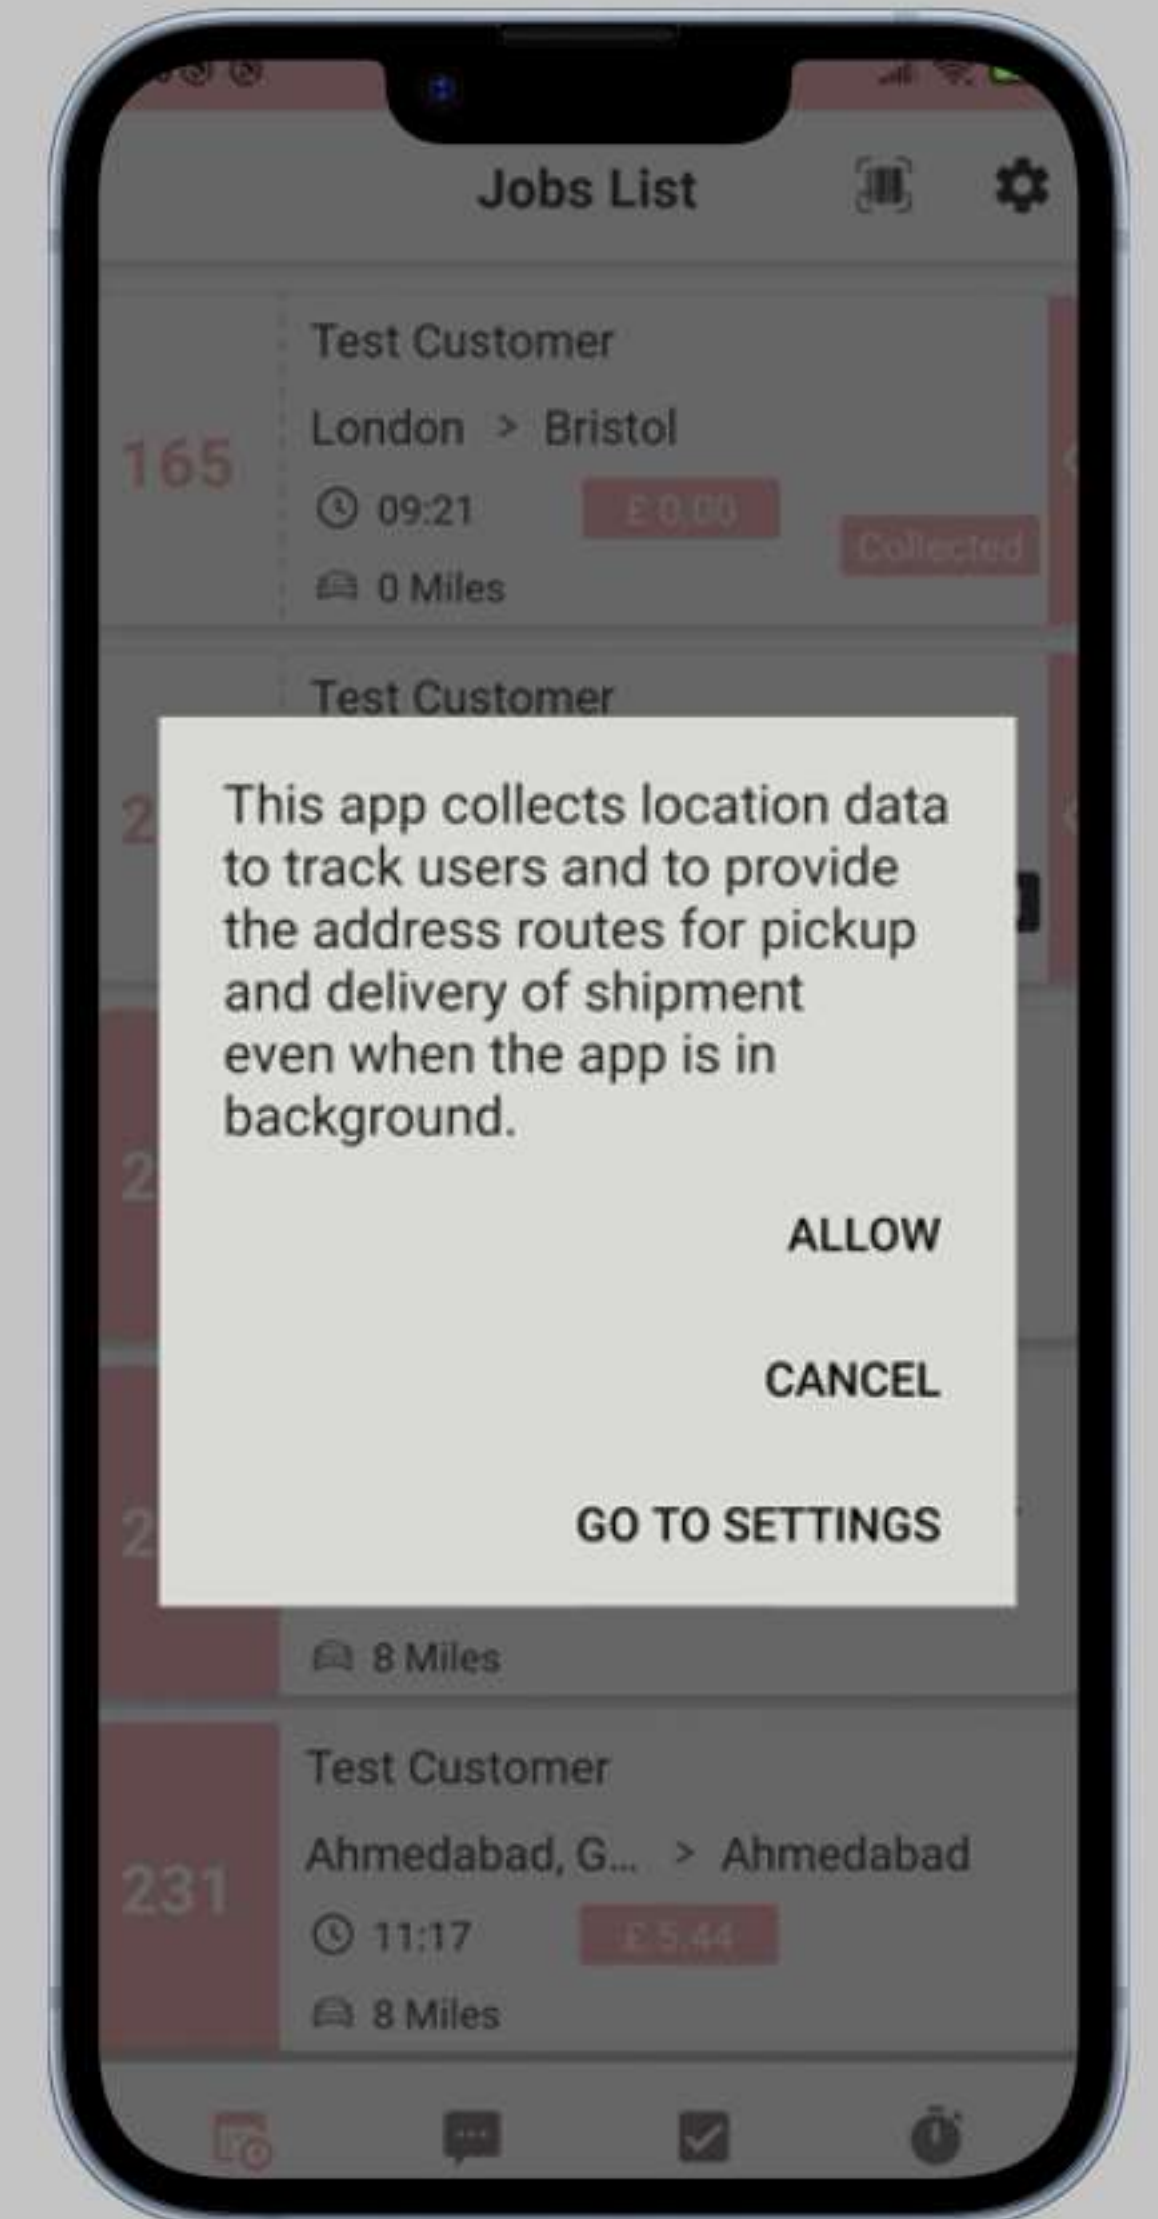 Jobs List
Test Customer
London > Bristol
165
09:21
£ 0.00
Collected
0 Miles
Test Customer
2
This app collects location data
to track users and to provide
the address routes for pickup
and delivery of shipment
even when the app is in
background.
2
ALLOW
CANCEL
2
GO TO SETTINGS
8 Miles
Test Customer
Ahmedabad, G... > Ahmedabad
231
11:17
£ 5.44
8 Miles